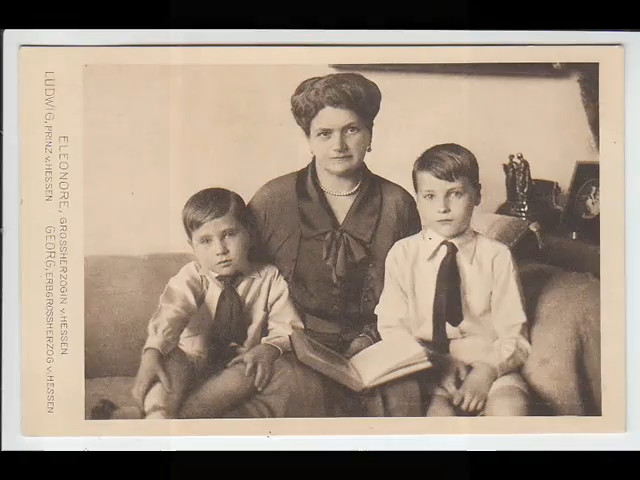 ELEONORE, GROSSHERZOGIN v. HESSEN
LUDWIG, PRINZ v. HESSEN GEORG, ERBGROSSHERZOG v. HESSEN